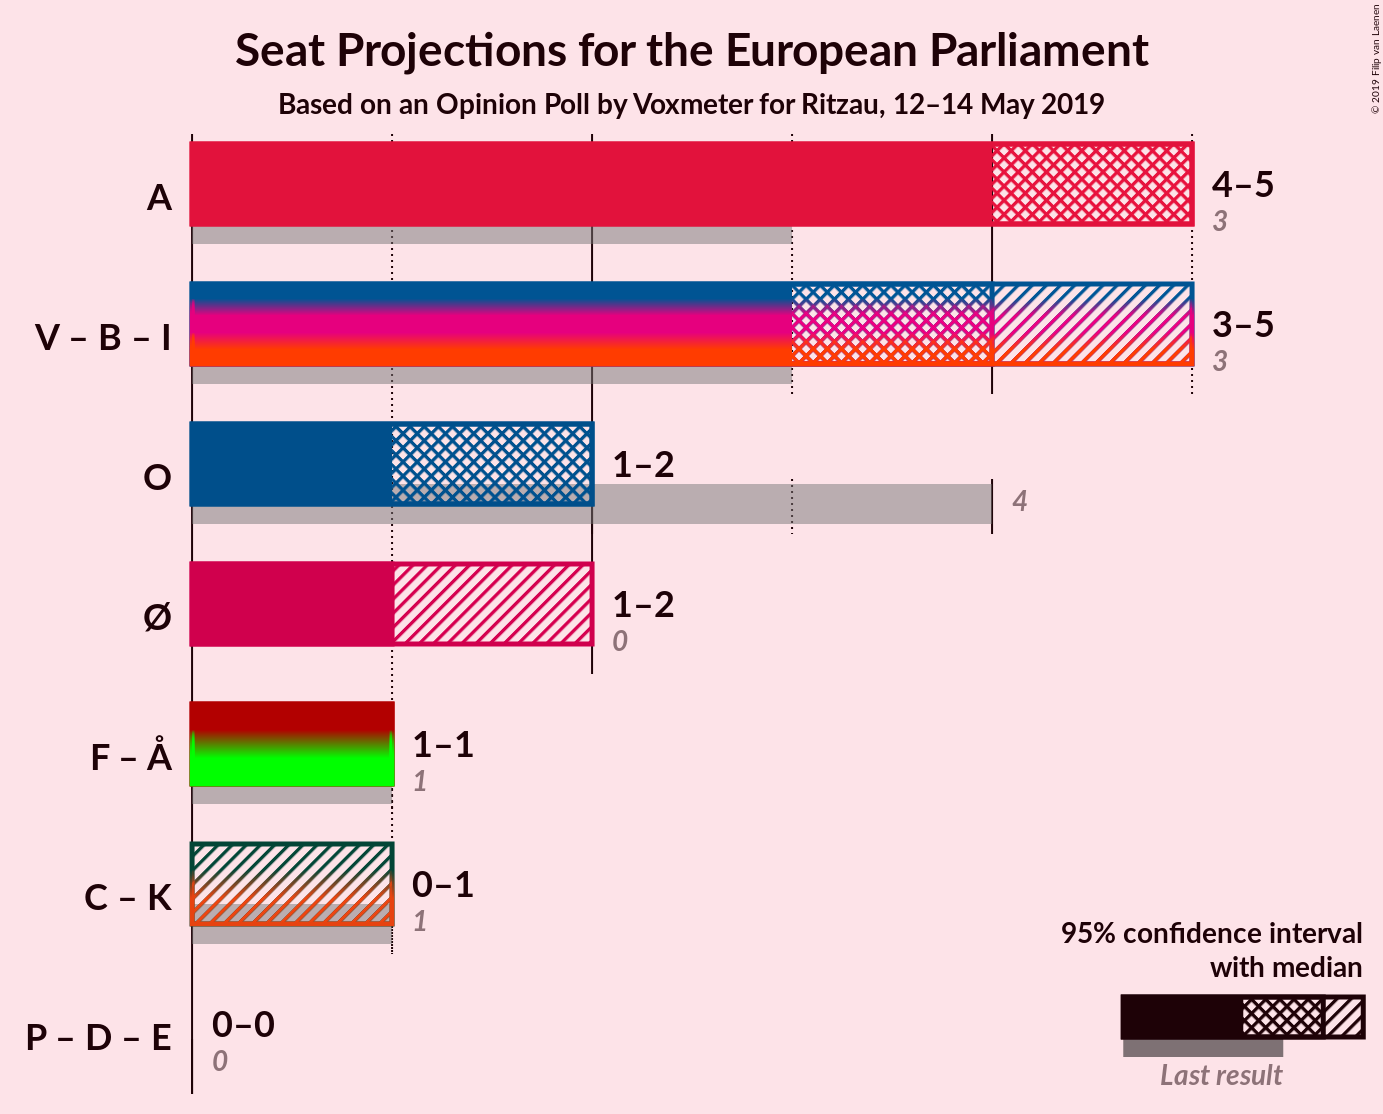 Seat Projections for the European Parliament
Based on an Opinion Poll by Voxmeter for Ritzau, 12–14 May 2019
© 2019 Filip van Laenen
A
4–5
3
V – B – I
3–5
3
O
1–2
4
Ø
1–2
0
F – Å
1–1
1
C – K
0–1
1
P – D – E
0–0
0
95% confidence interval
with median
Last result